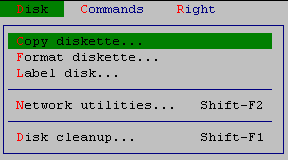 Disk Commands Right
Copy diskette...
Format diskette...
Label disk...
Network utilities... Shift-F2
Disk cleanup... Shift-F1